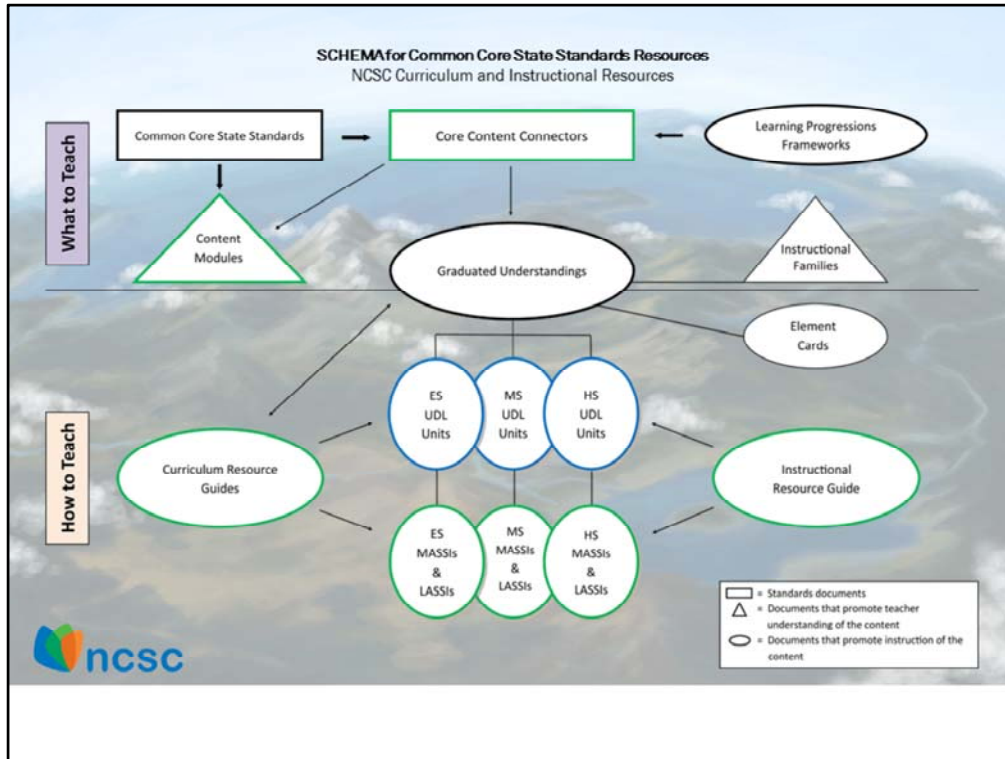 SCHEMA for Common Core State Standards Resources
NCSC Curriculum and Instructional Resources
What to Teach
Common Core State Standards
Core Content Connectors
Learning Progressions
Frameworks
Content
Modules
Graduated Understandings
Instructional
Families
Element
Cards
How to Teach
ES
UDL
Units
MS
UDL
Units
HS
UDL
Units
Curriculum Resource
Guides
Instructional
Resource Guide
ES
MASSIs
&
LASSIs
MS
MASSIs
&
LASSIs
HS
MASSIs
&
LASSIs
= Standards documents
= Documents that promote teacher
understanding of the content
= Documents that promote instruction of the
content
ncsc